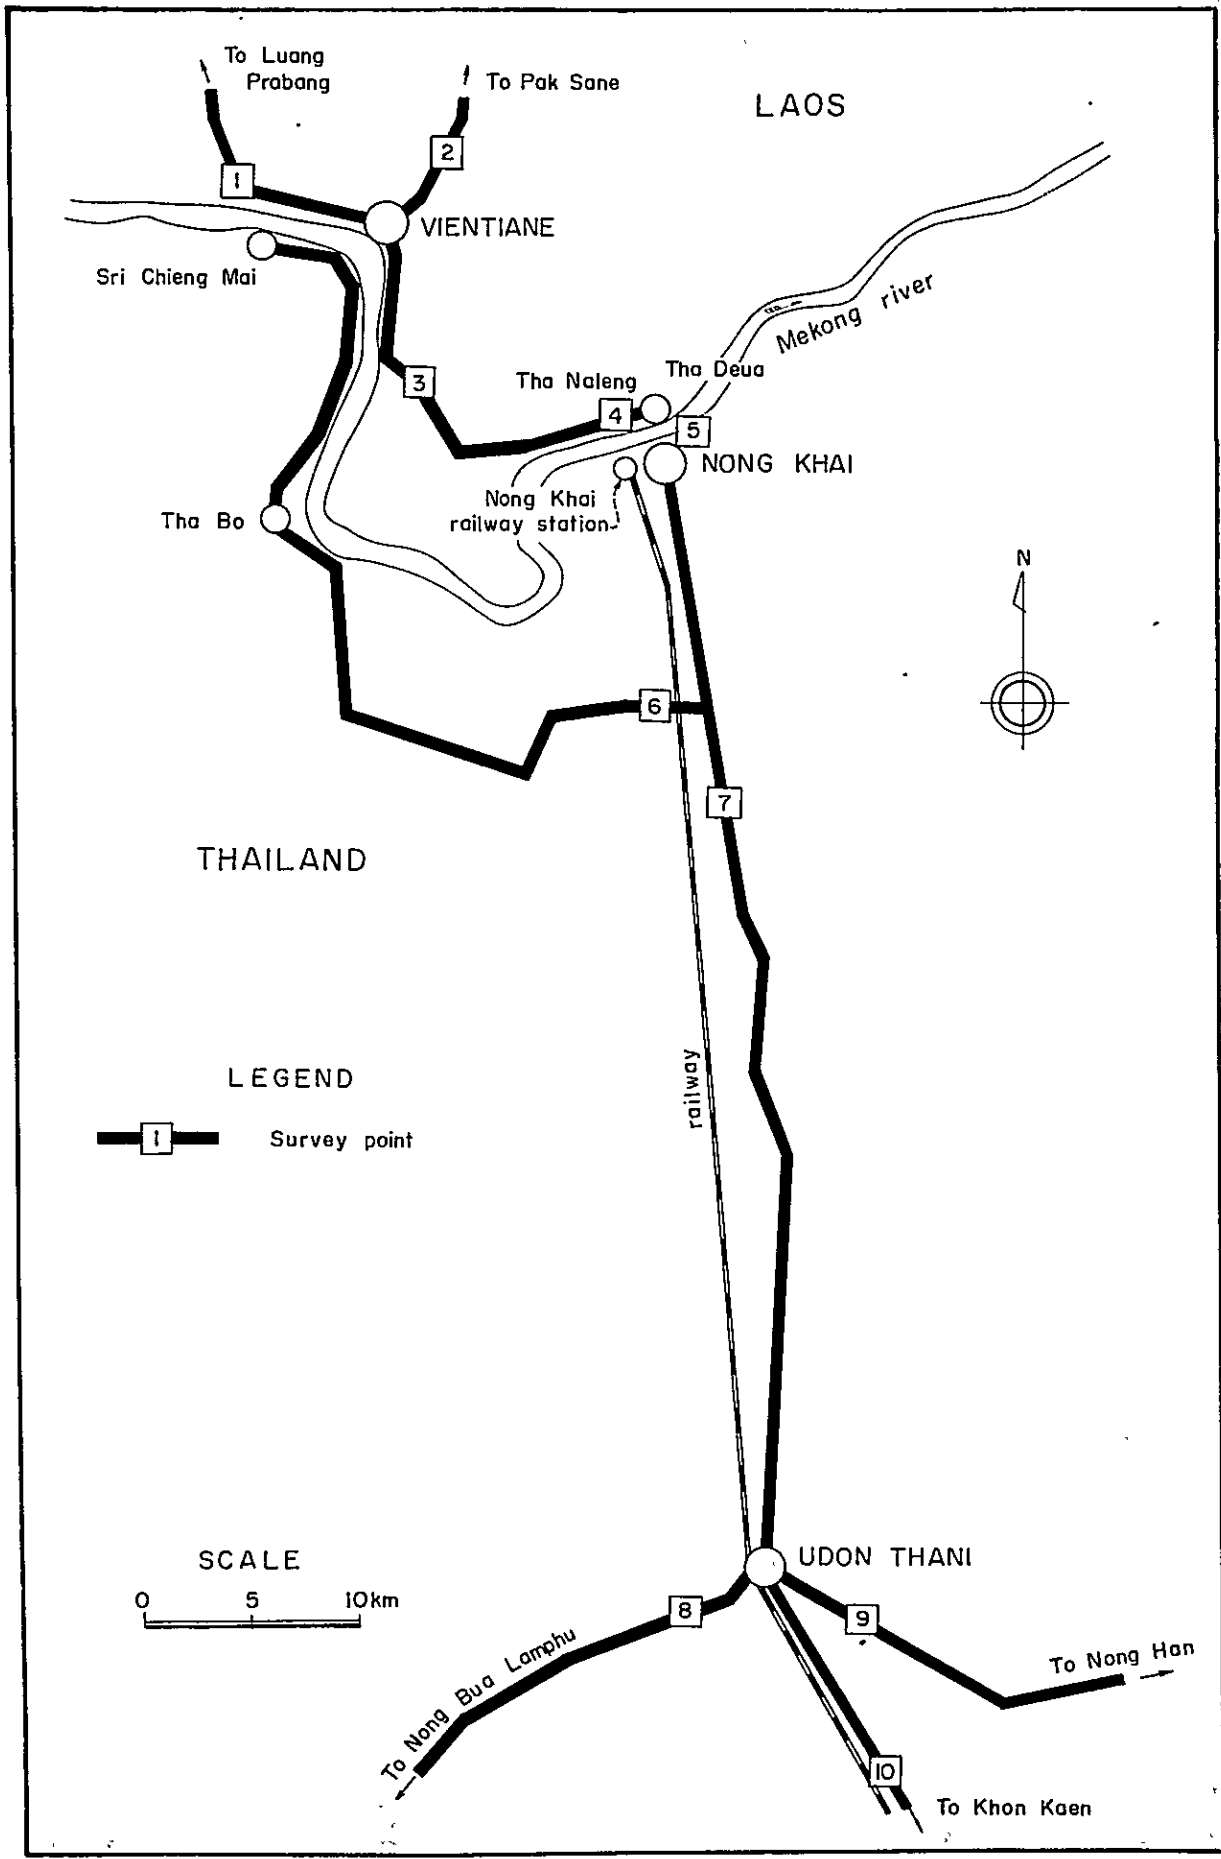 To Luang
Prabang
To Pak Sane
LAOS
2
1
VIENTIANE
Sri Chieng Mai
Mekong river
Tha Deua
Tha Naleng
3
4
5
NONG KHAI
Nong Khai
railway station
Tha Bo
N
6
7
THAILAND
railway
LEGEND
1
Survey point
UDON THANI
SCALE
0 5 10km
8
9
To Nong Bua Lamphu
To Nong Han
10
To Khon Kaen